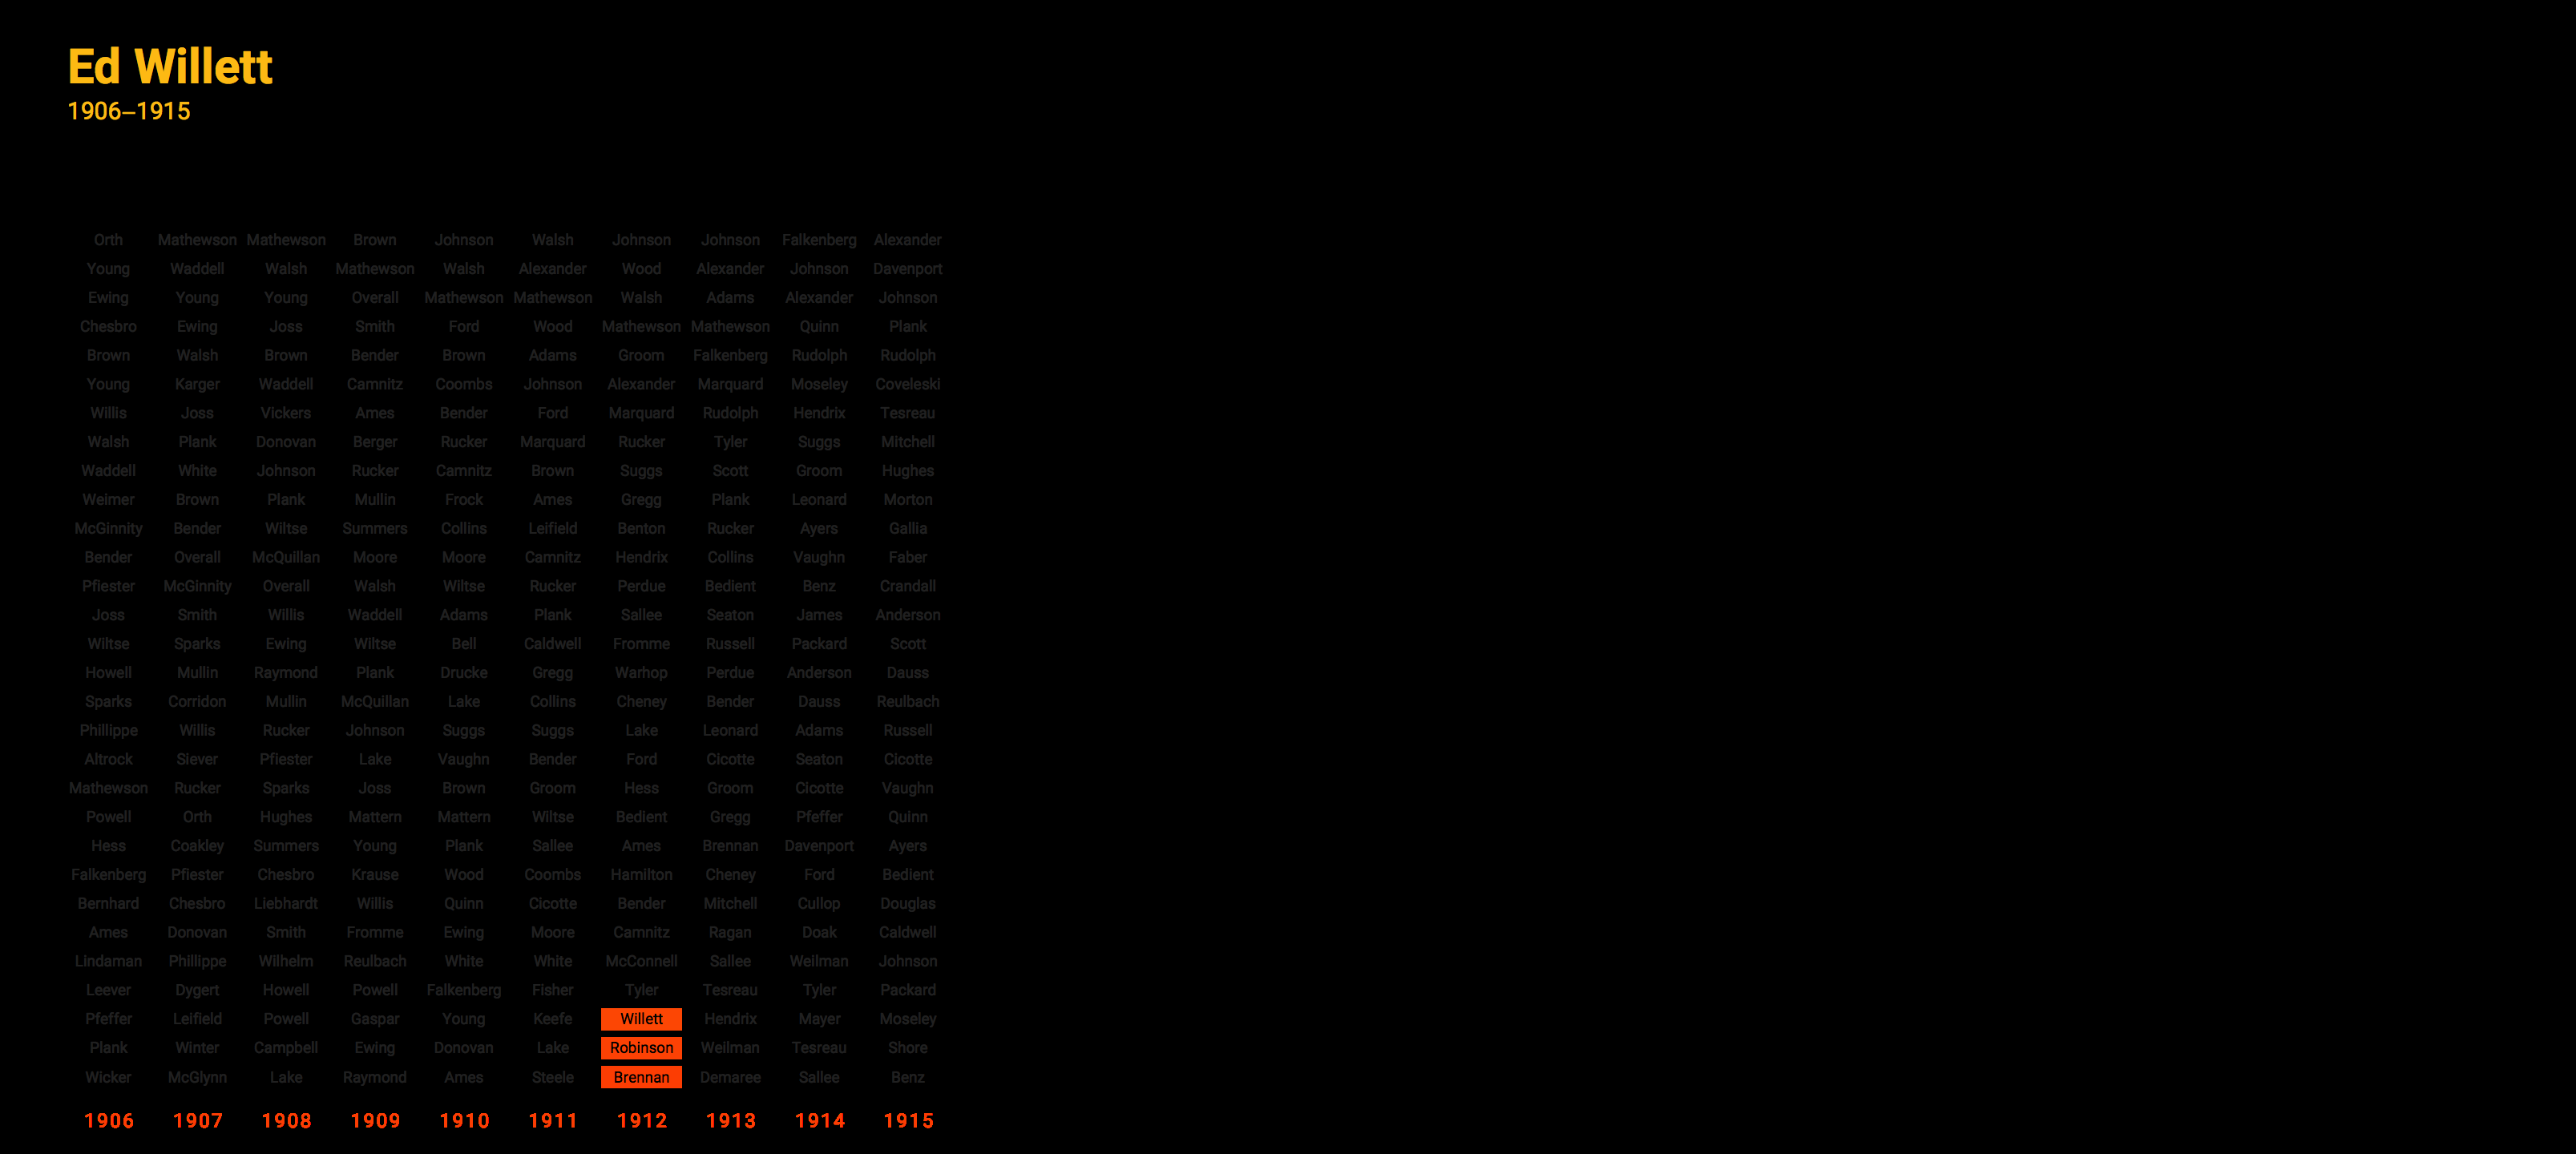 Ed Willett
1906–1915
Orth Mathewson Mathewson Brown Johnson Walsh Johnson Johnson Falkenberg Alexander
Young Waddell Walsh Mathewson Walsh Alexander Wood Alexander Johnson Davenport
Ewing Young Young Overall Mathewson Mathewson Walsh Adams Alexander Johnson
Chesbro Ewing Joss Smith Ford Wood Mathewson Mathewson Quinn Plank
Brown Walsh Brown Bender Brown Adams Groom Falkenberg Rudolph Rudolph
Young Karger Waddell Camnitz Coombs Johnson Alexander Marquard Moseley Coveleski
Willis Joss Vickers Ames Bender Ford Marquard Rudolph Hendrix Tesreau
Walsh Plank Donovan Berger Rucker Marquard Rucker Tyler Suggs Mitchell
Waddell White Johnson Rucker Camnitz Brown Suggs Scott Groom Hughes
Weimer Brown Plank Mullin Frock Ames Gregg Plank Leonard Morton
McGinnity Bender Wiltse Summers Collins Leifield Benton Rucker Ayers Gallia
Bender Overall McQuillan Moore Moore Camnitz Hendrix Collins Vaughn Faber
Pfiester McGinnity Overall Walsh Wiltse Rucker Perdue Bedient Benz Crandall
Joss Smith Willis Waddell Adams Plank Sallee Seaton James Anderson
Wiltse Sparks Ewing Wiltse Bell Caldwell Fromme Russell Packard Scott
Howell Mullin Raymond Plank Drucke Gregg Warhop Perdue Anderson Dauss
Sparks Corridon Mullin McQuillan Lake Collins Cheney Bender Dauss Reulbach
Phillippe Willis Rucker Johnson Suggs Suggs Lake Leonard Adams Russell
Altrock Siever Pfiester Lake Vaughn Bender Ford Cicotte Seaton Cicotte
Mathewson Rucker Sparks Joss Brown Groom Hess Groom Cicotte Vaughn
Powell Orth Hughes Mattern Mattern Wiltse Bedient Gregg Pfeffer Quinn
Hess Coakley Summers Young Plank Sallee Ames Brennan Davenport Ayers
Falkenberg Pfiester Chesbro Krause Wood Coombs Hamilton Cheney Ford Bedient
Bernhard Chesbro Liebhardt Willis Quinn Cicotte Bender Mitchell Cullop Douglas
Ames Donovan Smith Fromme Ewing Moore Camnitz Ragan Doak Caldwell
Lindaman Phillippe Wilhelm Reulbach White White McConnell Sallee Weilman Johnson
Leever Dygert Howell Powell Falkenberg Fisher Tyler Tesreau Tyler Packard
Pfeffer Leifield Powell Gaspar Young Keefe Willett Hendrix Mayer Moseley
Plank Winter Campbell Ewing Donovan Lake Robinson Weilman Tesreau Shore
Wicker McGlynn Lake Raymond Ames Steele Brennan Demaree Sallee Benz
1906 1907 1908 1909 1910 1911 1912 1913 1914 1915